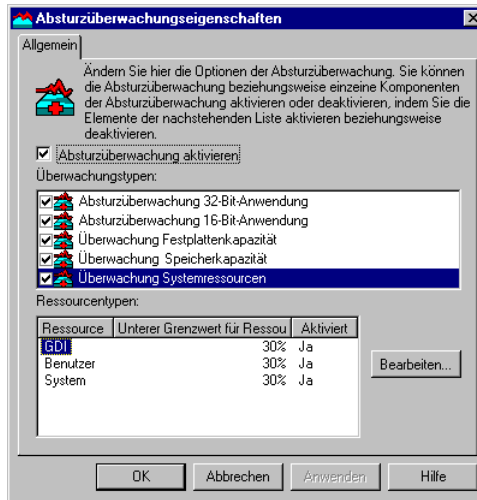 Absturzüberwachungseigenschaften
Allgemein
Ändern Sie hier die Optionen der Absturzüberwachung. Sie können
die Absturzüberwachung beziehungsweise einzeine Komponenten
der Absturzüberwachung aktivieren oder deaktivieren, indem Sie die
Elemente der nachstehenden Liste aktivieren beziehungsweise
deaktivieren.
Absturzüberwachung aktivieren
Überwachungstypen:
Absturzüberwachung 32-Bit-Anwendung
Absturzüberwachung 16-Bit-Anwendung
Überwachung Festplattenkapazität
Überwachung Speicherkapazität
Überwachung Systemressourcen
Ressourcentypen:
Ressource Unterer Grenzwert für Ressou Aktiviert
GDI 30% Ja
Benutzer 30% Ja
System 30% Ja
Bearbeiten...
OK Abbrechen Anwenden Hilfe